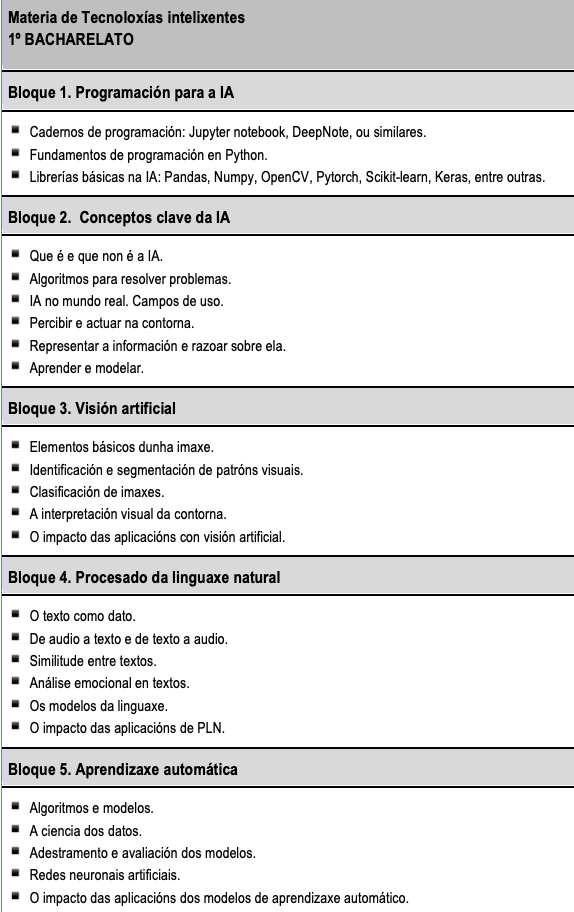 Materia de Tecnoloxías intelixentes
1º BACHARELATO
Bloque 1. Programación para a IA
Cadernos de programación: Jupyter notebook, DeepNote, ou similares.
Fundamentos de programación en Python.
Librerías básicas na IA: Pandas, Numpy, OpenCV, Pytorch, Scikit-learn, Keras, entre outras.
Bloque 2. Conceptos clave da IA
Que é e que non é a IA.
Algoritmos para resolver problemas.
IA no mundo real. Campos de uso.
Percibir e actuar na contorna.
Representar a información e razoar sobre ela.
Aprender e modelar.
Bloque 3. Visión artificial
Elementos básicos dunha imaxe.
Identificación e segmentación de patróns visuais.
Clasificación de imaxes.
A interpretación visual da contorna.
O impacto das aplicacións con visión artificial.
Bloque 4. Procesado da linguaxe natural
O texto como dato.
De audio a texto e de texto a audio.
Similitude entre textos.
Análise emocional en textos.
Os modelos da linguaxe.
O impacto das aplicacións de PLN.
Bloque 5. Aprendizaxe automática
Algoritmos e modelos.
A ciencia dos datos.
Adestramento e avaliación dos modelos.
Redes neuronais artificiais.
O impacto das aplicacións dos modelos de aprendizaxe automático.